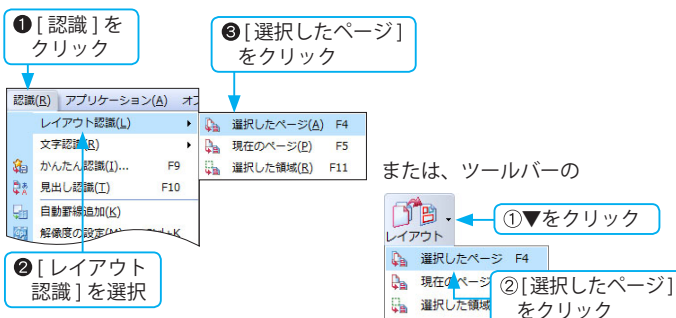 ❶[ 認識 ] を
クリック
❸[ 選択したページ ]
をクリック
認識(R) アプリケーション(A)
レイアウト認識(L)
文字認識(R)
かんたん認識(I)... F9
見出し認識(T) F10
自動罫線追加(K)
解像度の設定
選択したページ(A) F4
現在のページ(P) F5
選択した領域(R) F11
❷[ レイアウト
認識 ] を選択
または、ツールバーの
レイアウト
①▼をクリック
選択したページ F4
現在のページ
選択した領域
②[選択したページ]
をクリック